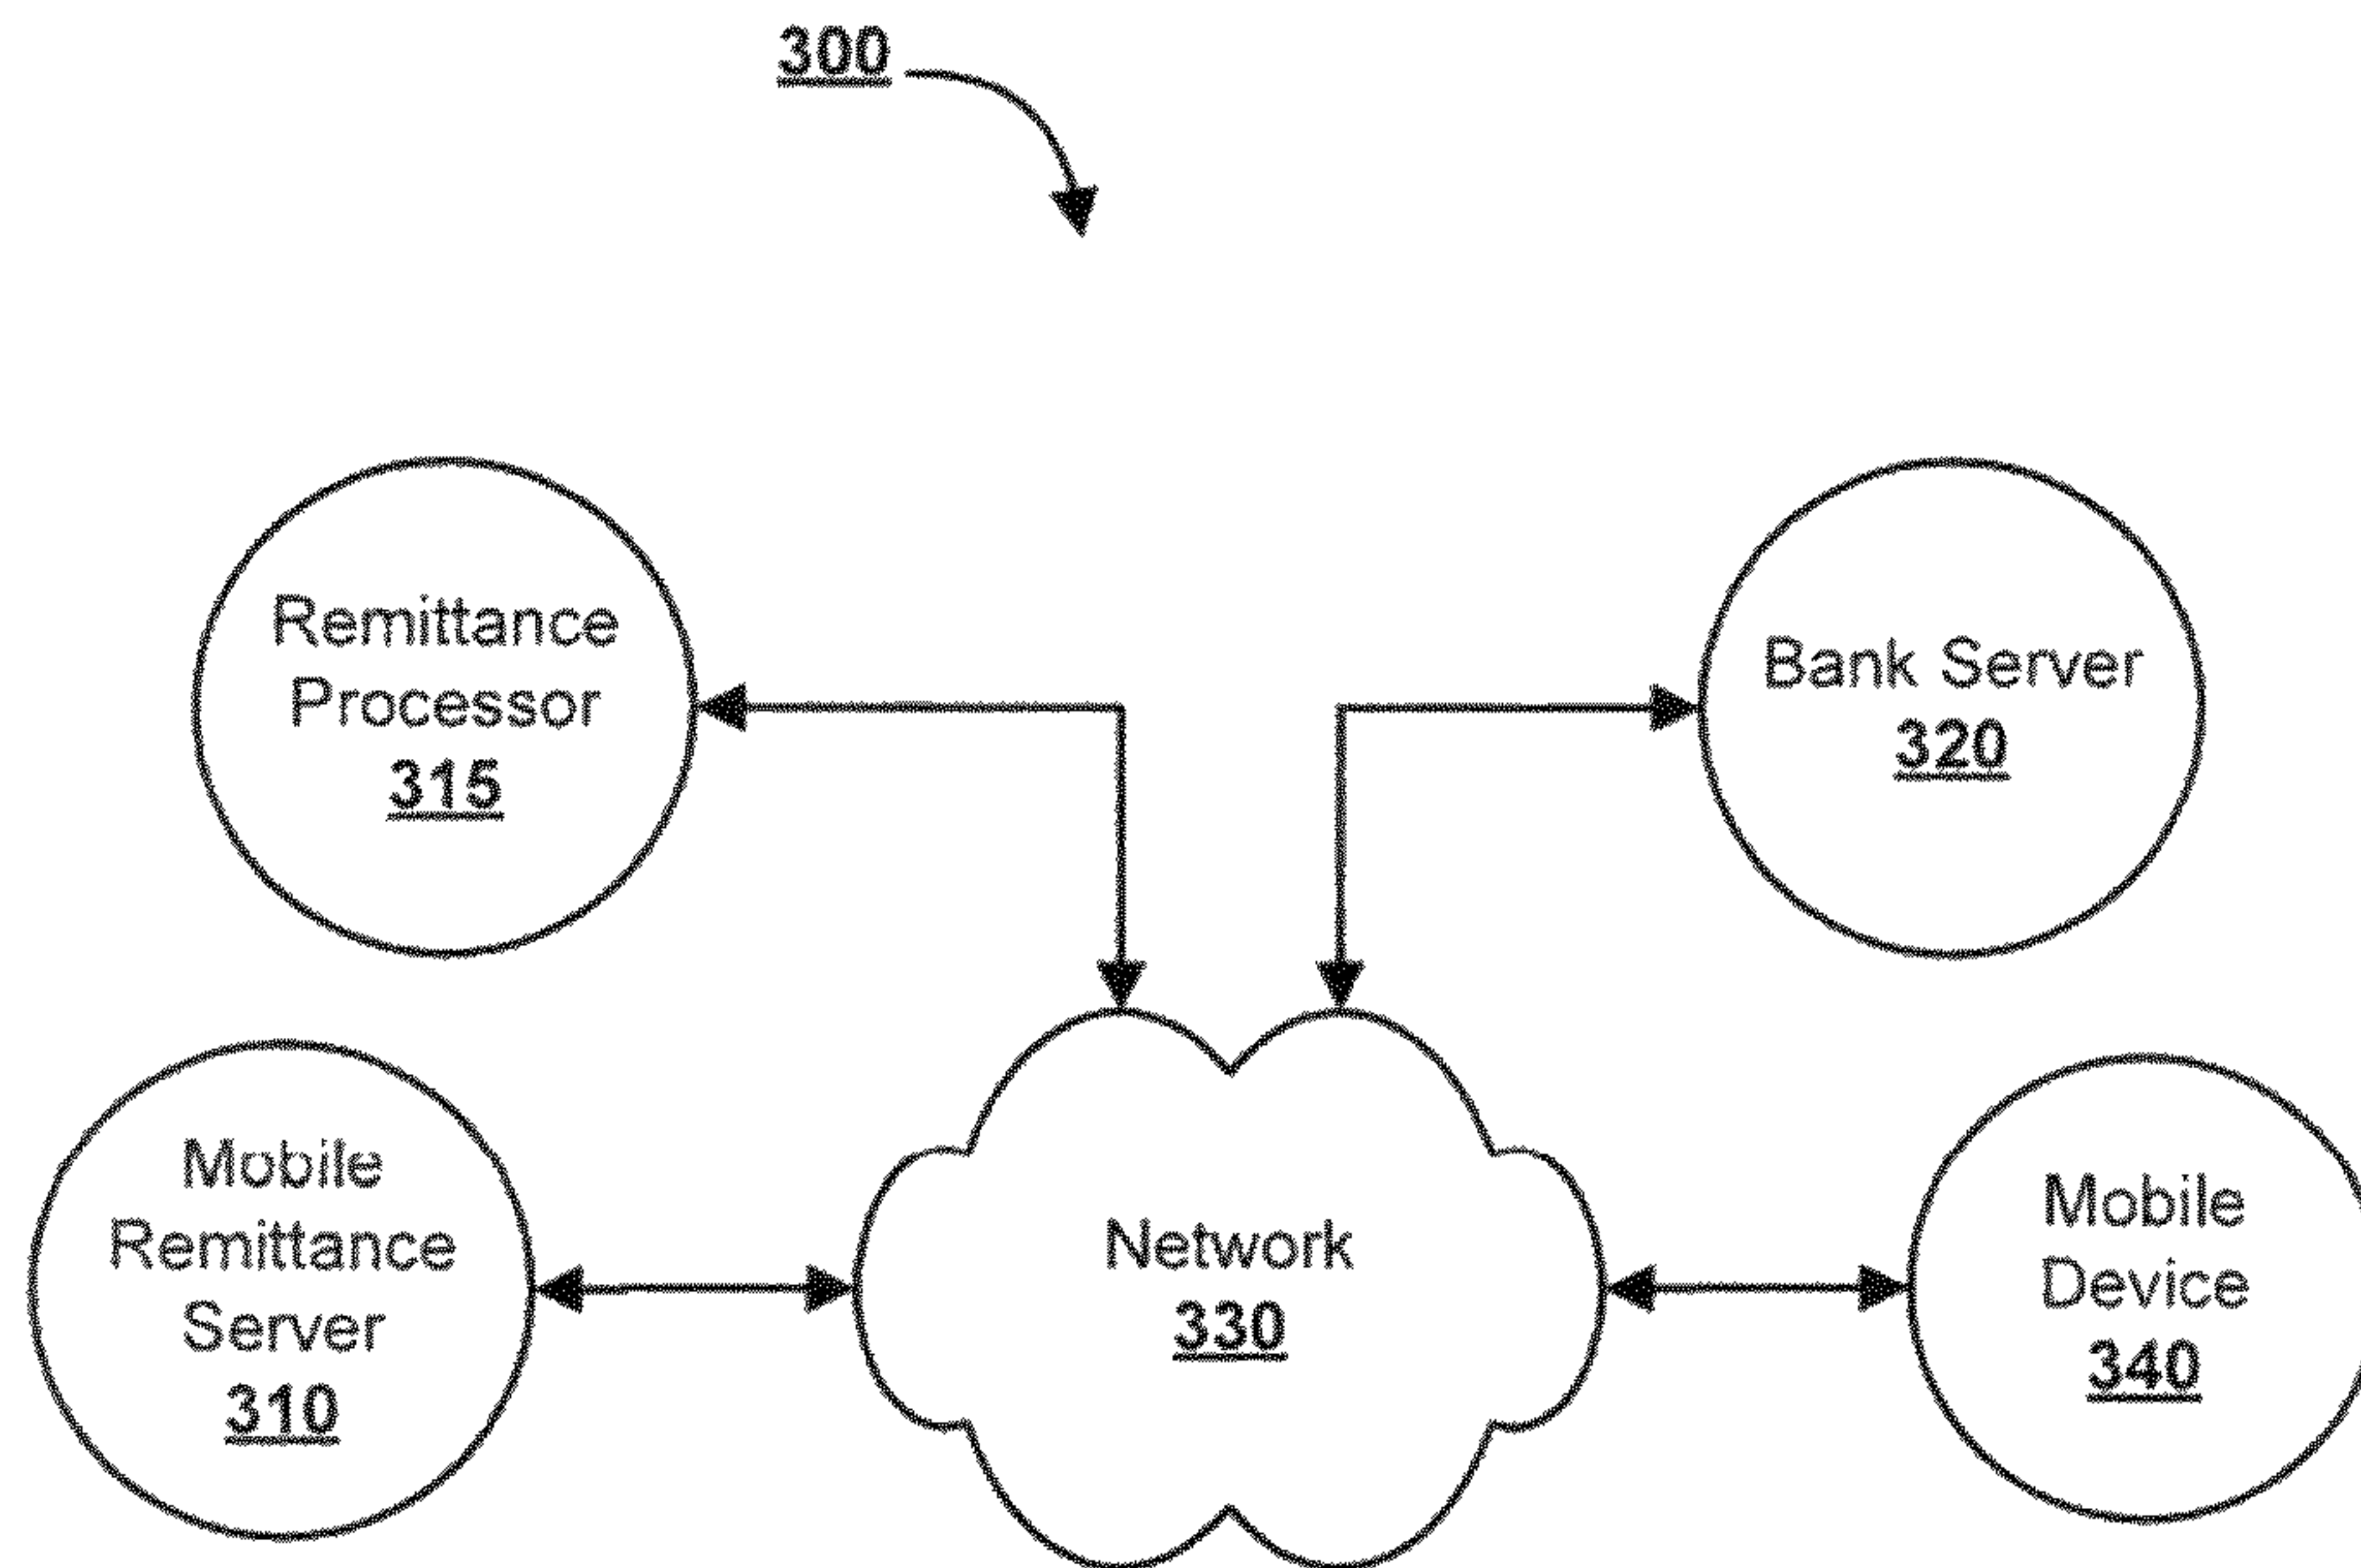 300
Remittance
Processor
315
Bank Server
320
Mobile
Remittance
Server
310
Network
330
Mobile
Device
340